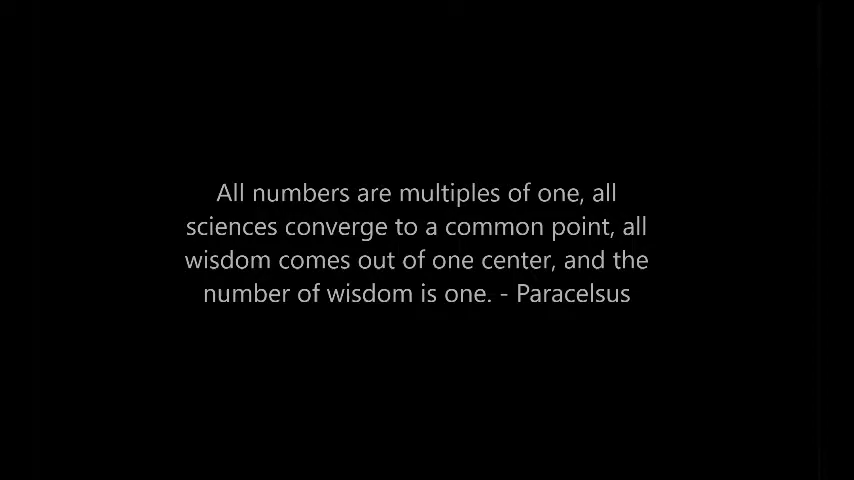 All numbers are multiples of one, all
sciences converge to a common point, all
wisdom comes out of one center, and the
number of wisdom is one. - Paracelsus